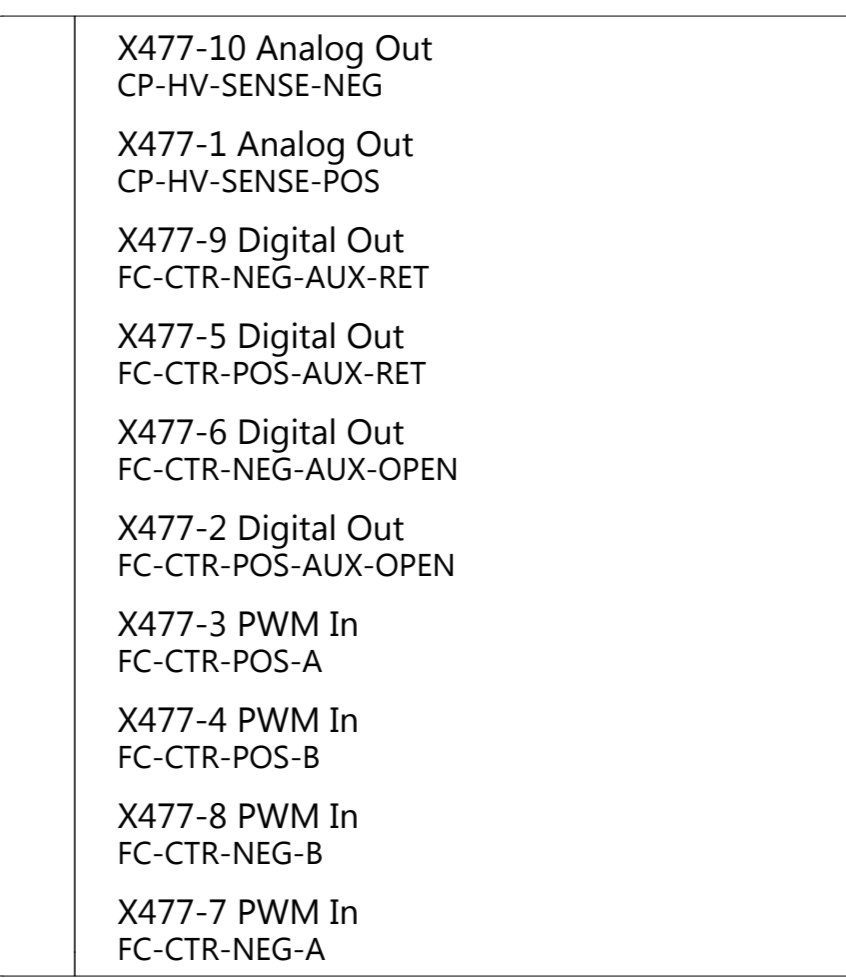 X477-10 Analog Out
CP-HV-SENSE-NEG
X477-1 Analog Out
CP-HV-SENSE-POS
X477-9 Digital Out
FC-CTR-NEG-AUX-RET
X477-5 Digital Out
FC-CTR-POS-AUX-RET
X477-6 Digital Out
FC-CTR-NEG-AUX-OPEN
X477-2 Digital Out
FC-CTR-POS-AUX-OPEN
X477-3 PWM In
FC-CTR-POS-A
X477-4 PWM In
FC-CTR-POS-B
X477-8 PWM In
FC-CTR-NEG-B
X477-7 PWM In
FC-CTR-NEG-A